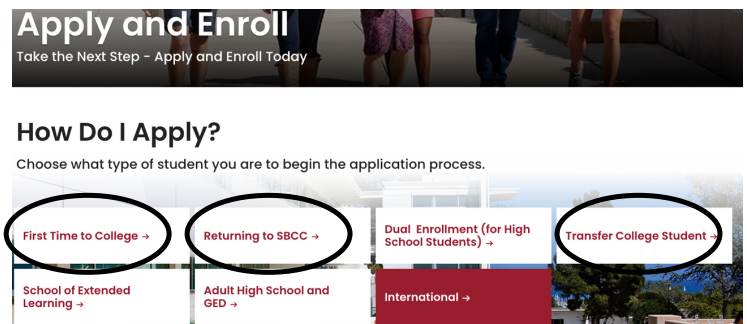 Apply and Enroll
Take the Next Step - Apply and Enroll Today
How Do I Apply?
Choose what type of student you are to begin the application process.
First Time to College →
Returning to SBCC →
Dual Enrollment (for High
School Students) →
Transfer College Student →
School of Extended
Learning →
Adult High School and
GED →
International →